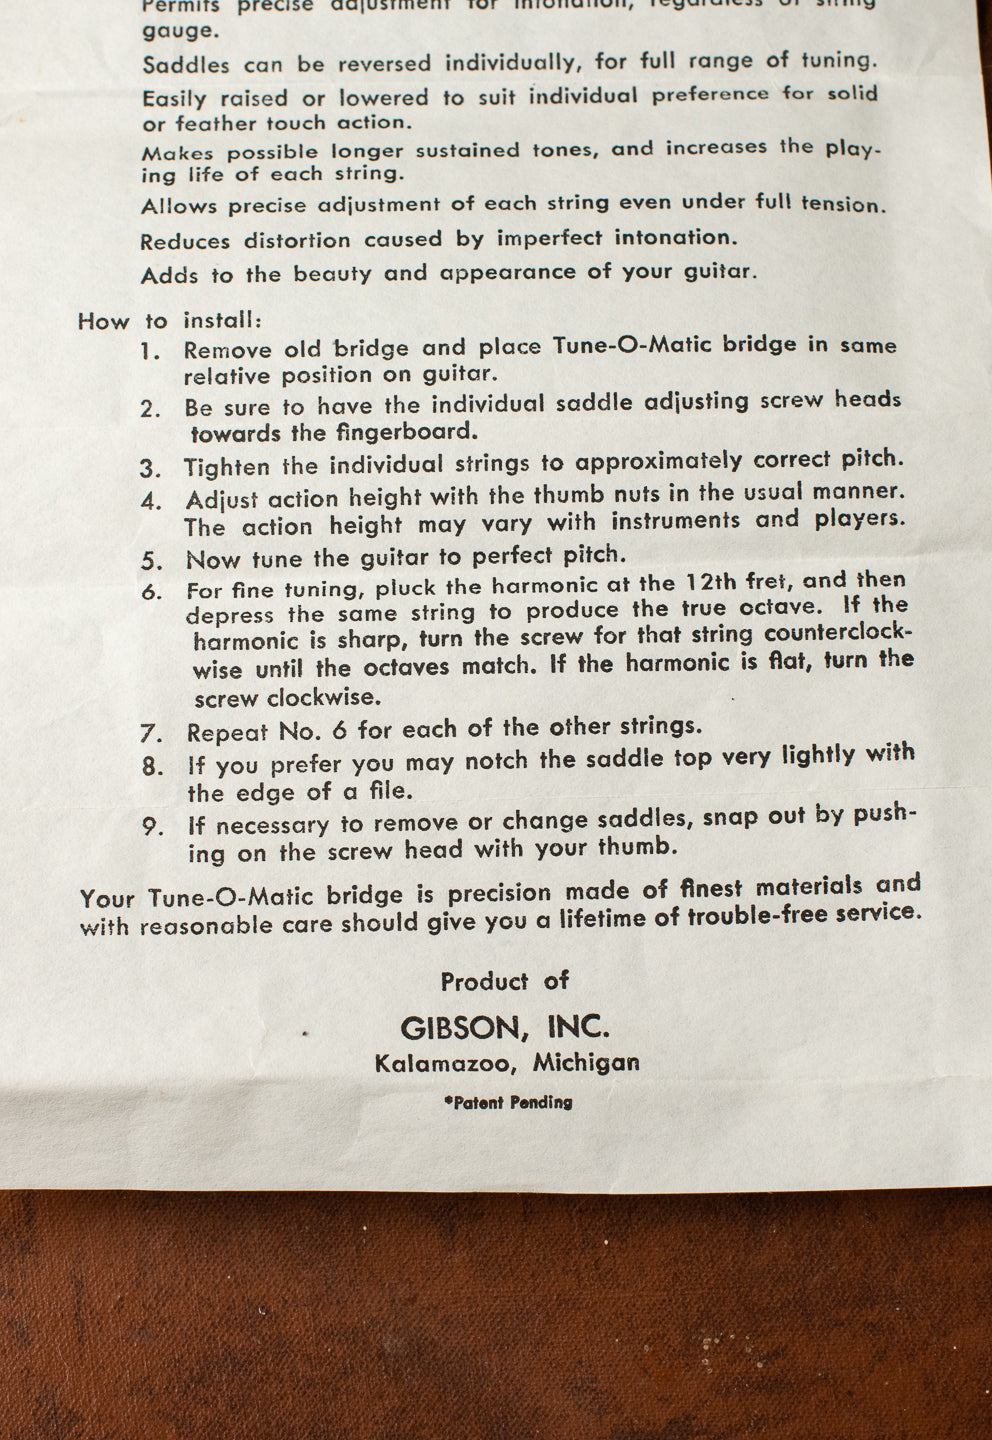 Permits precise adjustment for intonation, regardless of string
gauge.
Saddles can be reversed individually, for full range of tuning.
Easily raised or lowered to suit individual preference for solid
or feather touch action.
Makes possible longer sustained tones, and increases the play-
ing life of each string.
Allows precise adjustment of each string even under full tension.
Reduces distortion caused by imperfect intonation.
Adds to the beauty and appearance of your guitar.
How to install:
1. Remove old bridge and place Tune-O-Matic bridge in same
relative position on guitar.
2. Be sure to have the individual saddle adjusting screw heads
towards the fingerboard.
3. Tighten the individual strings to approximately correct pitch.
4. Adjust action height with the thumb nuts in the usual manner.
The action height may vary with instruments and players.
5. Now tune the guitar to perfect pitch.
6. For fine tuning, pluck the harmonic at the 12th fret, and then
depress the same string to produce the true octave. If the
harmonic is sharp, turn the screw for that string counterclock-
wise until the octaves match. If the harmonic is flat, turn the
screw clockwise.
7. Repeat No. 6 for each of the other strings.
8. If you prefer you may notch the saddle top very lightly with
the edge of a file.
9. If necessary to remove or change saddles, snap out by push-
ing on the screw head with your thumb.
Your Tune-O-Matic bridge is precision made of finest materials and
with reasonable care should give you a lifetime of trouble-free service.
Product of
GIBSON, INC.
Kalamazoo, Michigan
*Patent Pending